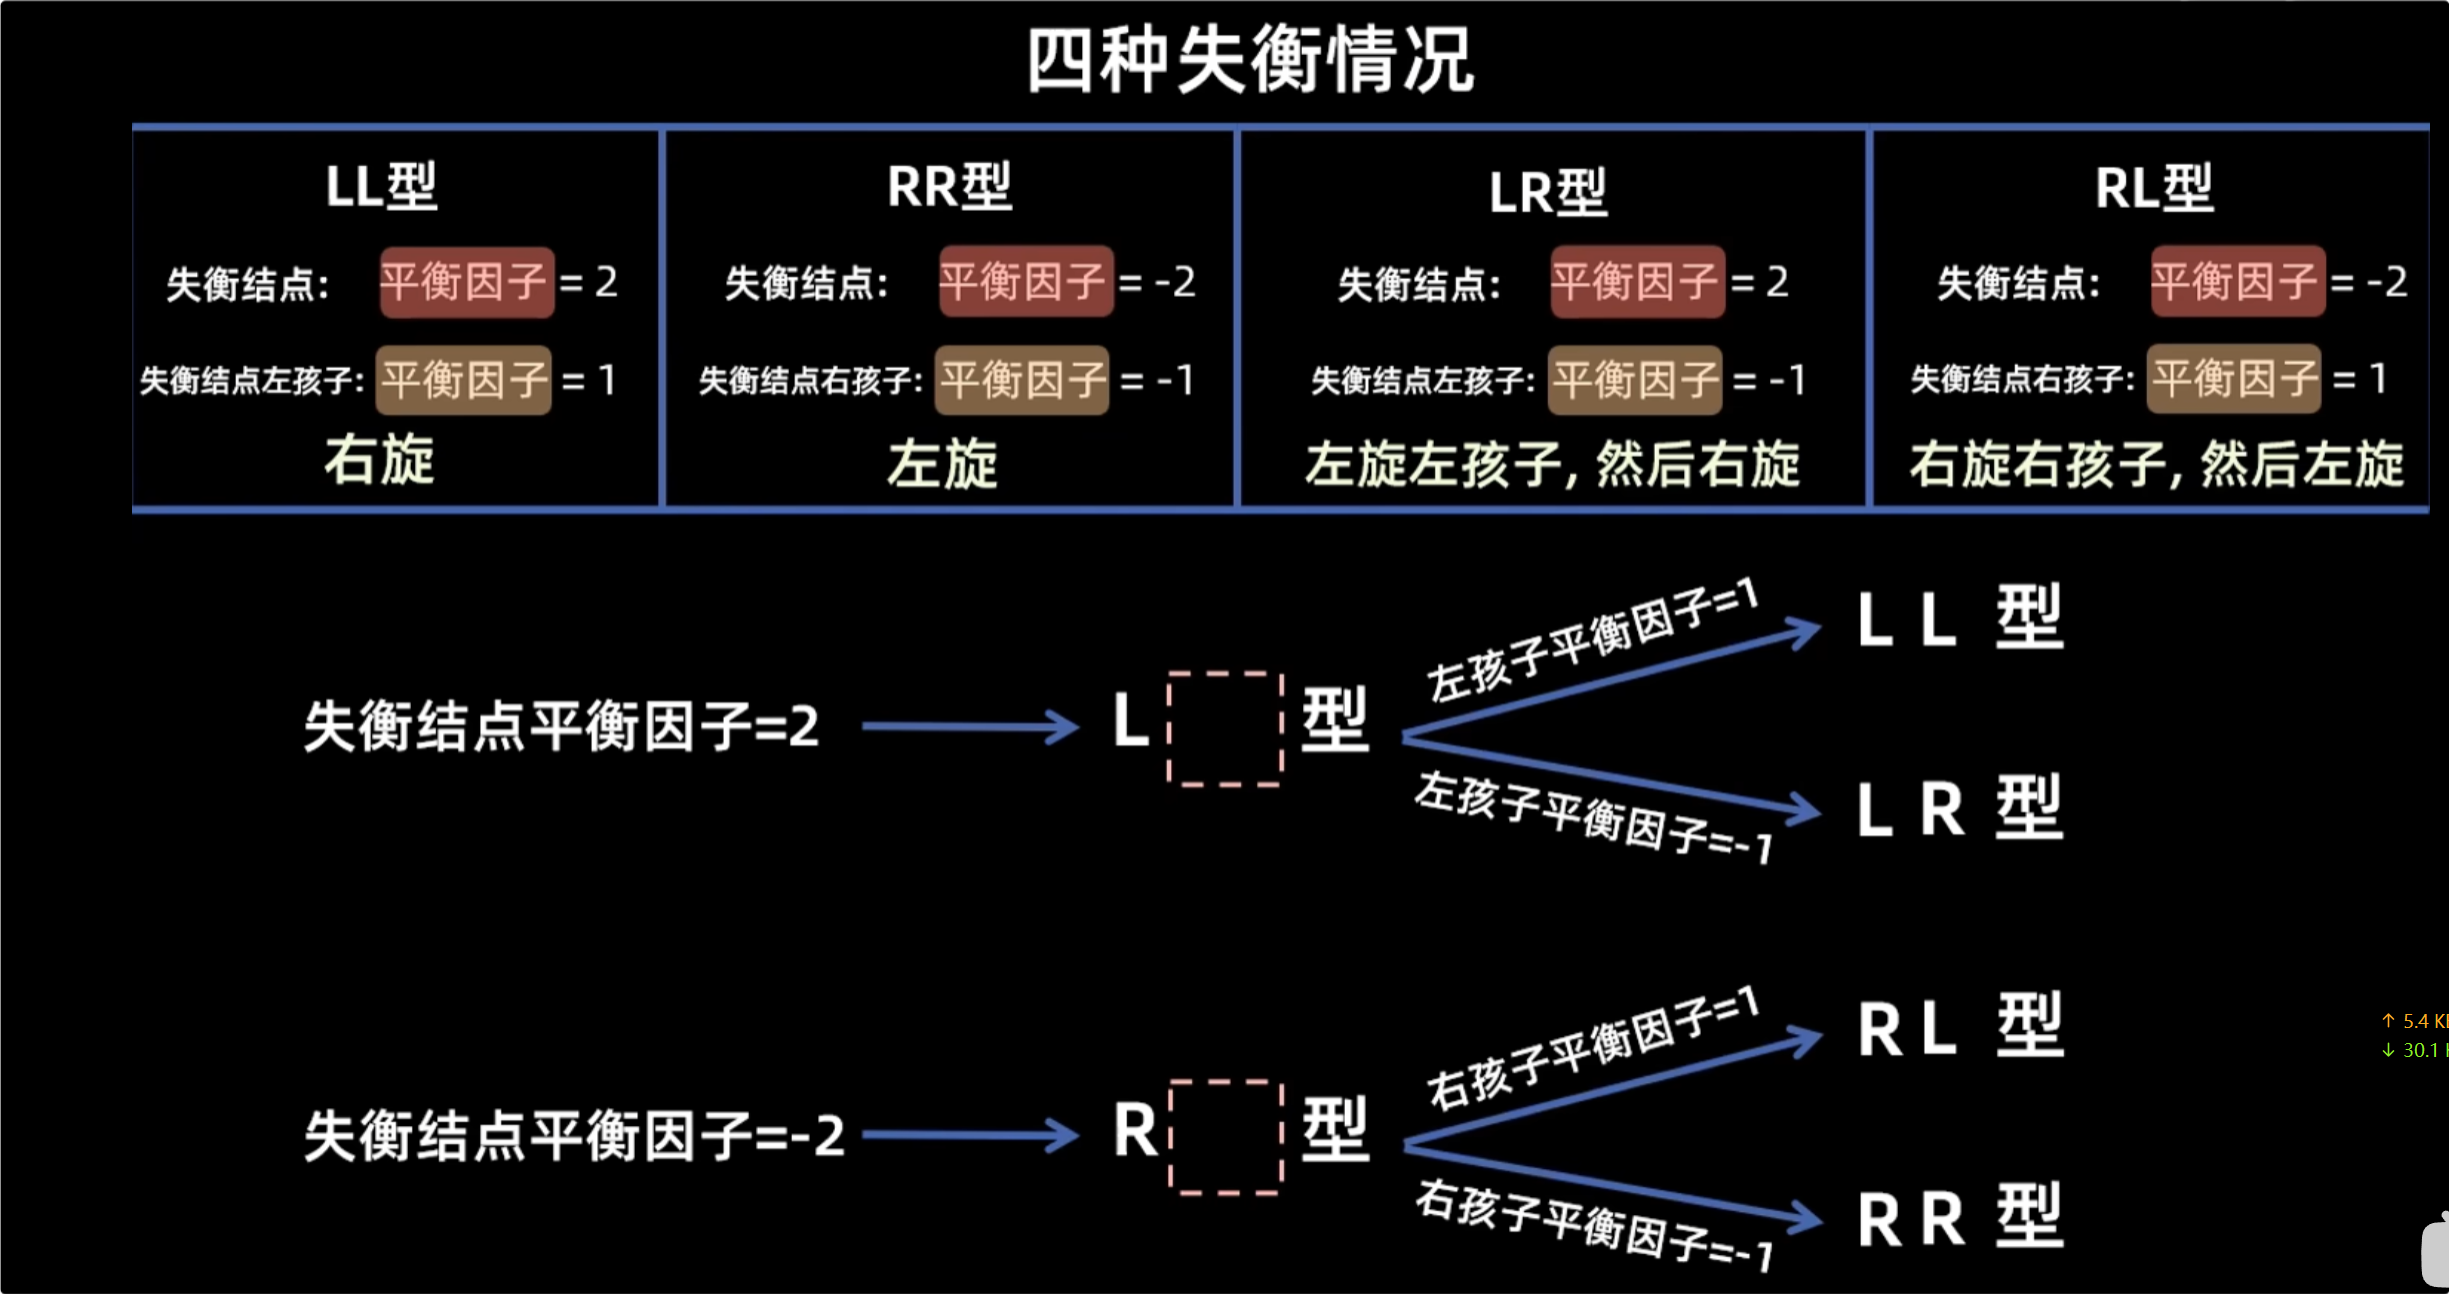 四种失衡情况
LL型
失衡结点: 平衡因子 = 2
失衡结点左孩子: 平衡因子 = 1
右旋
RR型
失衡结点: 平衡因子 = -2
失衡结点右孩子: 平衡因子 = -1
左旋
LR型
失衡结点: 平衡因子 = 2
失衡结点左孩子: 平衡因子 = -1
左旋左孩子, 然后右旋
RL型
失衡结点: 平衡因子 = -2
失衡结点右孩子: 平衡因子 = 1
右旋右孩子, 然后左旋
失衡结点平衡因子=2
L 型
左孩子平衡因子=1
L L 型
左孩子平衡因子=-1
L R 型
失衡结点平衡因子=-2
R 型
右孩子平衡因子=1
R L 型
右孩子平衡因子=-1
R R 型
↑ 5.4
↓ 30.1